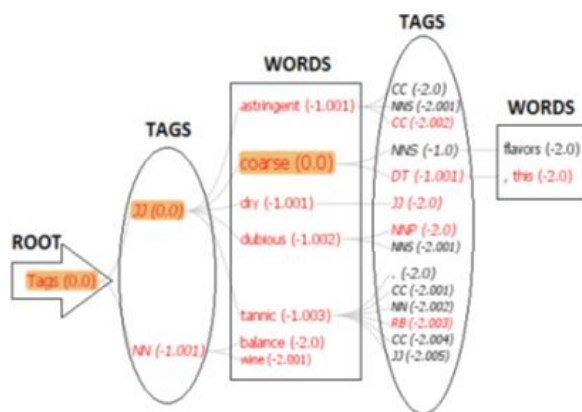 TAGS
WORDS
TAGS
WORDS
ROOT
Tags (0.0)
JJ (0.0)
NN (-1.001)
astringent (-1.001)
coarse (0.0)
dry (-1.001)
dubious (-1.002)
tannic (-1.003)
balance (-2.0)
wine (-2.001)
CC (-2.0)
NNS (-2.001)
CC (-2.002)
NNS (-1.0)
DT (-1.001)
JJ (-2.0)
NNP (-2.0)
NNS (-2.001)
. (-2.0)
CC (-2.001)
NN (-2.002)
RB (-2.003)
CC (-2.004)
JJ (-2.005)
flavors (-2.0)
, this (-2.0)